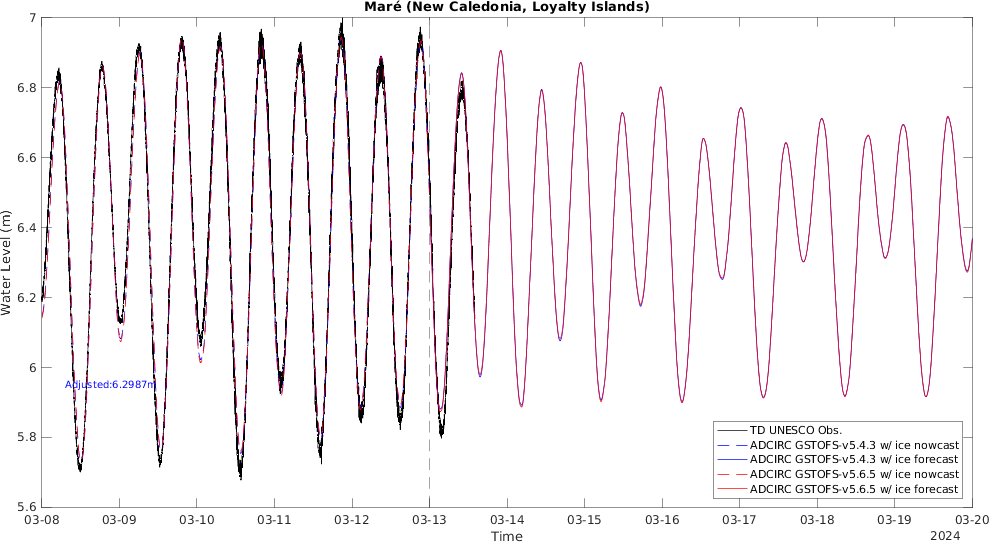 Maré (New Caledonia, Loyalty Islands)
7
6.8
6.6
6.4
6.2
6
5.8
5.6
Water Level (m)
Adjusted:6.2987m
TD UNESCO Obs.
ADCIRC GSTOFS-v5.4.3 w/ ice nowcast
ADCIRC GSTOFS-v5.4.3 w/ ice forecast
ADCIRC GSTOFS-v5.6.5 w/ ice nowcast
ADCIRC GSTOFS-v5.6.5 w/ ice forecast
03-08 03-09 03-10 03-11 03-12 03-13 03-14 03-15 03-16 03-17 03-18 03-19 03-20
Time
2024